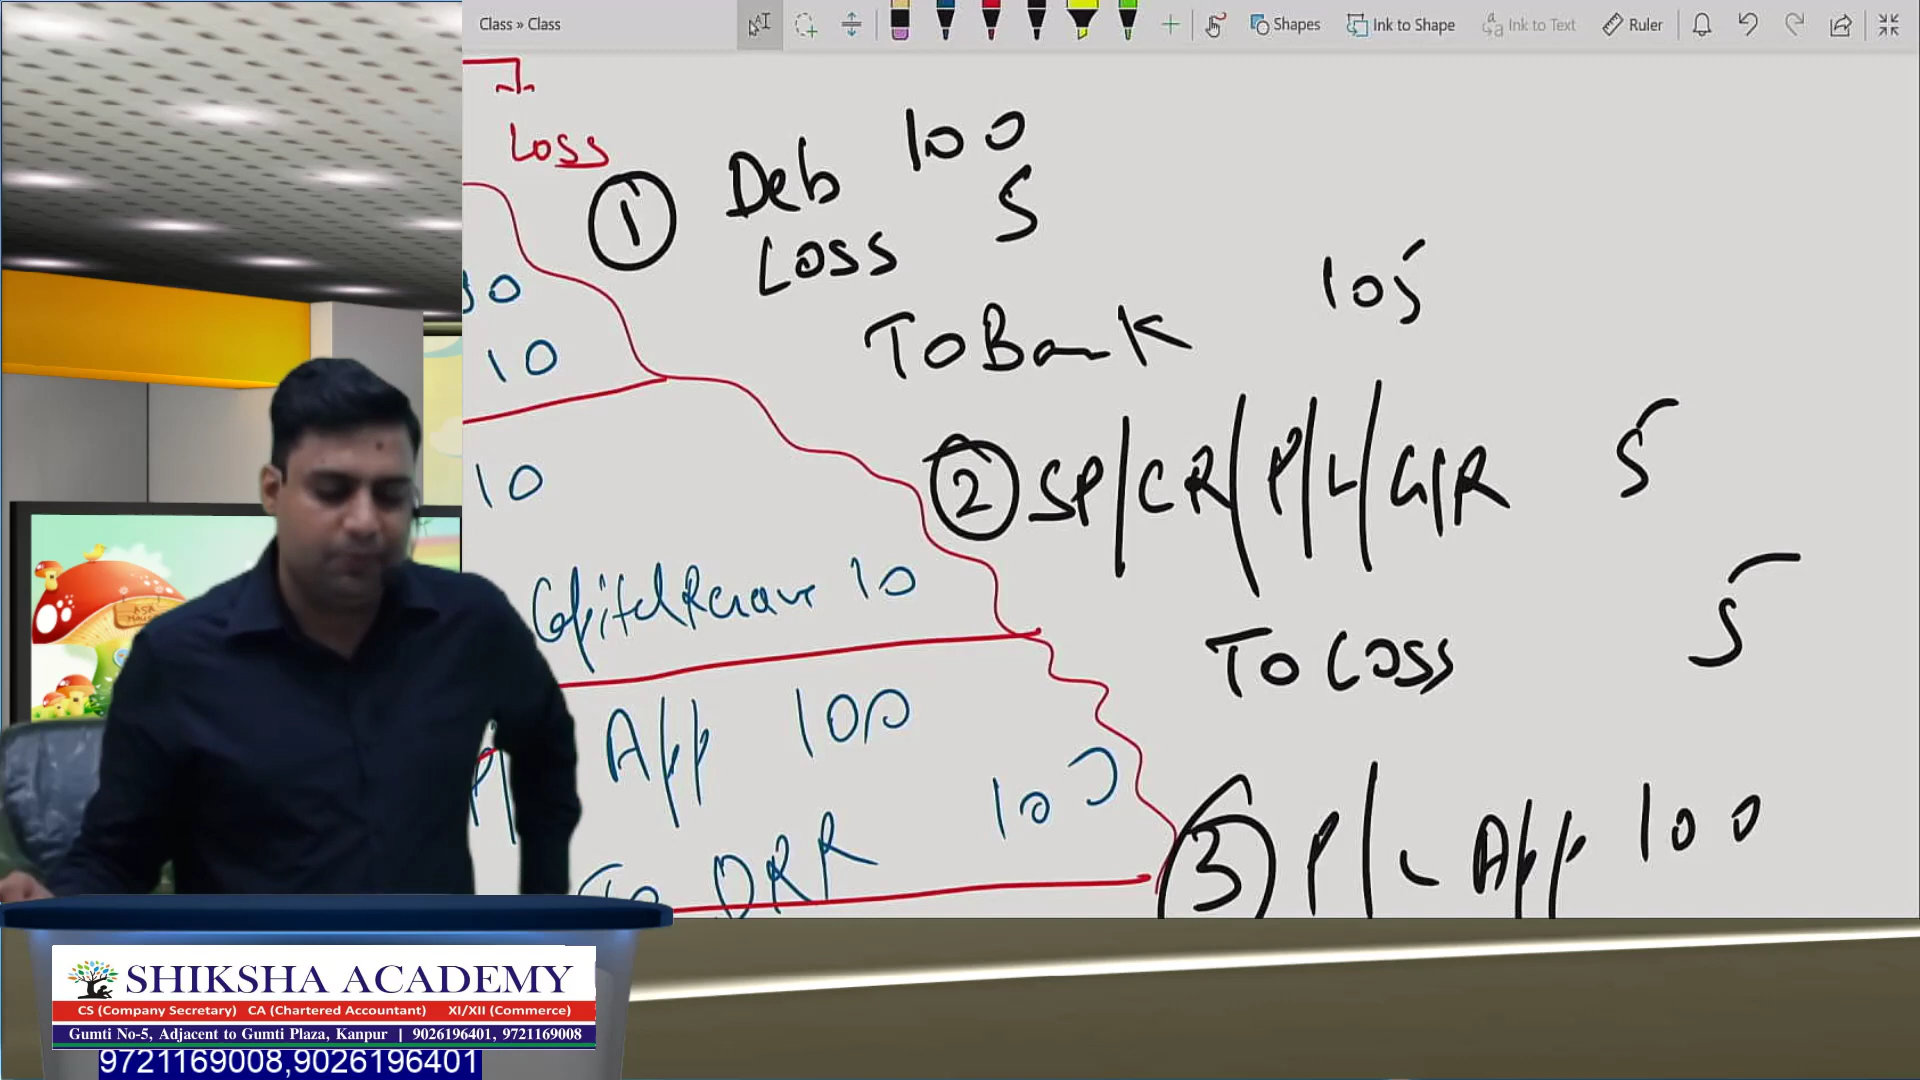 Class » Class
Shapes
Ink to Shape
Ink to Text
Ruler
Loss
① Deb 100
Loss 5
To Bank 105
10
10
② SP/CR/P/L/G/R 5
To Loss 5
Capital Reserve 10
App 100
To DRR 100
③ P/L App 100
SHIKSHA ACADEMY
CS (Company Secretary) CA (Chartered Accountant) XI/XII (Commerce)
Gumti No-5, Adjacent to Gumti Plaza, Kanpur | 9026196401, 9721169008
9721169008,9026196401